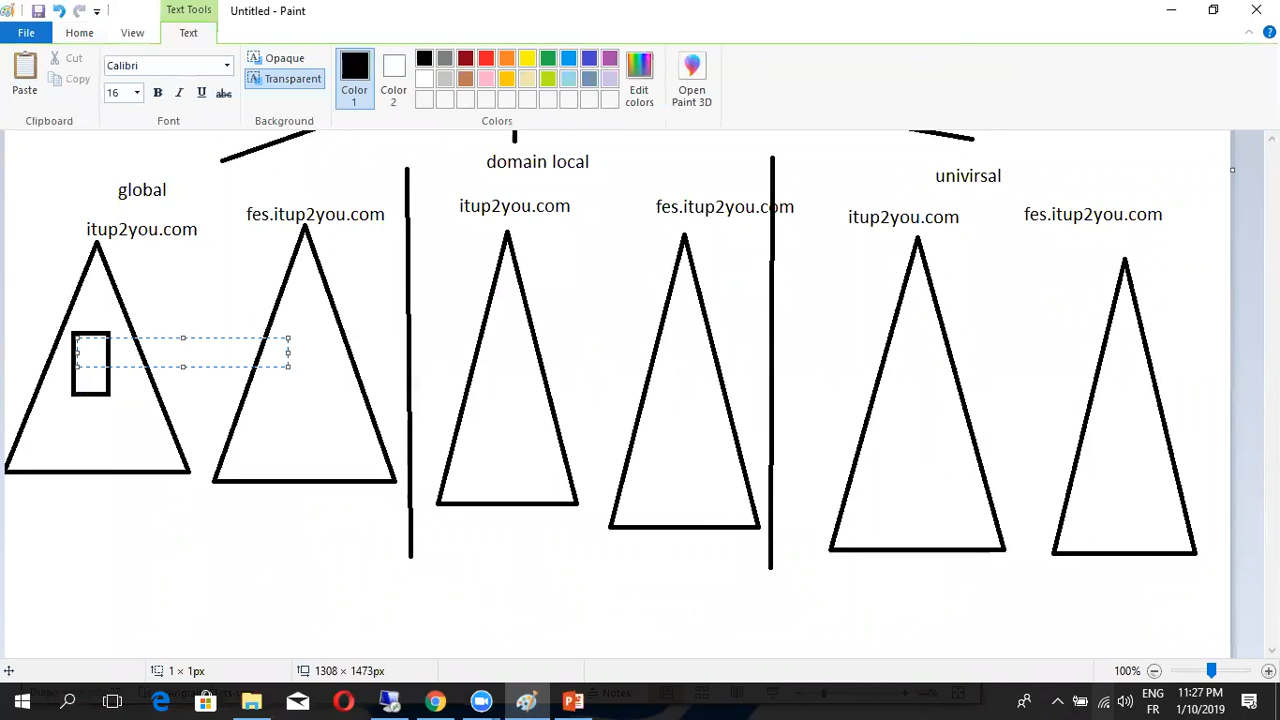 Text Tools
Untitled - Paint
File
Home
View
Text
Paste
Cut
Copy
Clipboard
Calibri
16
B I U abc
Font
Opaque
Transparent
Background
Color 1
Color 2
Edit colors
Open Paint 3D
Colors
global
domain local
univirsal
itup2you.com
fes.itup2you.com
itup2you.com
fes.itup2you.com
itup2you.com
fes.itup2you.com
1 × 1px
1308 × 1473px
100%
Notes
ENG
FR
11:27 PM
1/10/2019